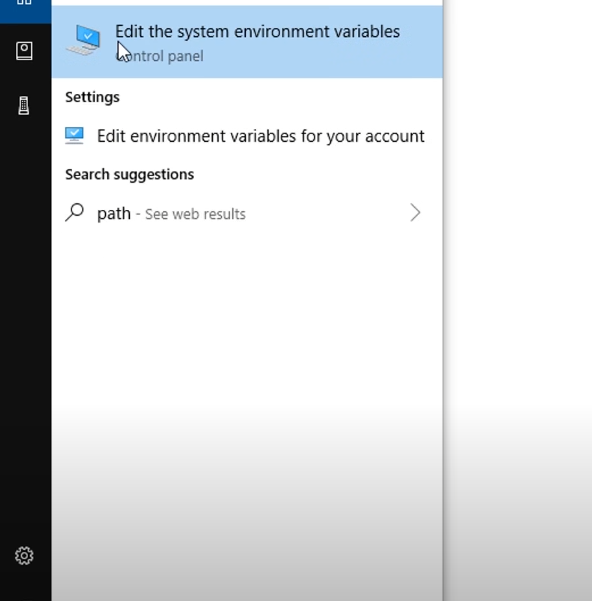 Edit the system environment variables
Control panel
Settings
Edit environment variables for your account
Search suggestions
path - See web results